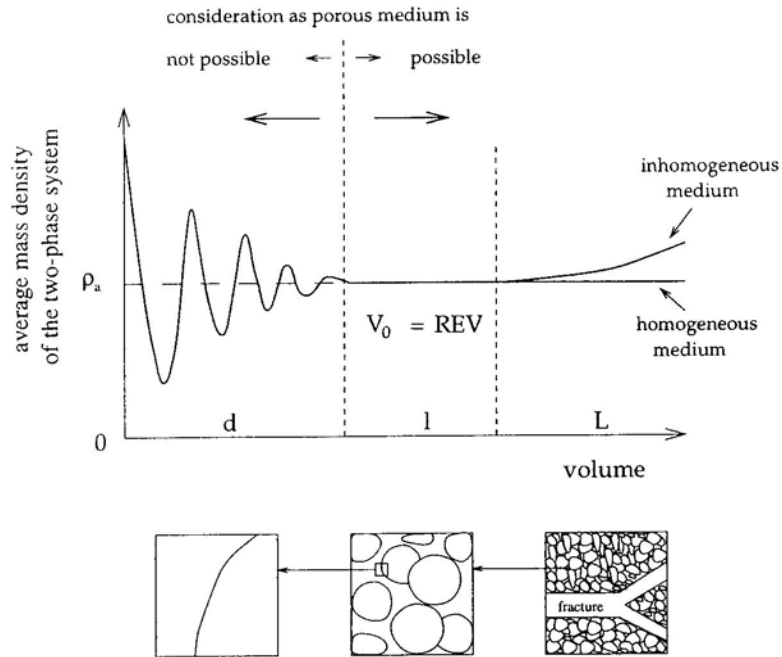 consideration as porous medium is
not possible possible
average mass density
of the two-phase system
inhomogeneous
medium
ρa
V0 = REV
homogeneous
medium
0
d l L
volume
fracture